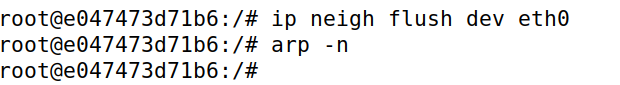 root@e047473d71b6:/# ip neigh flush dev eth0
root@e047473d71b6:/# arp -n
root@e047473d71b6:/#